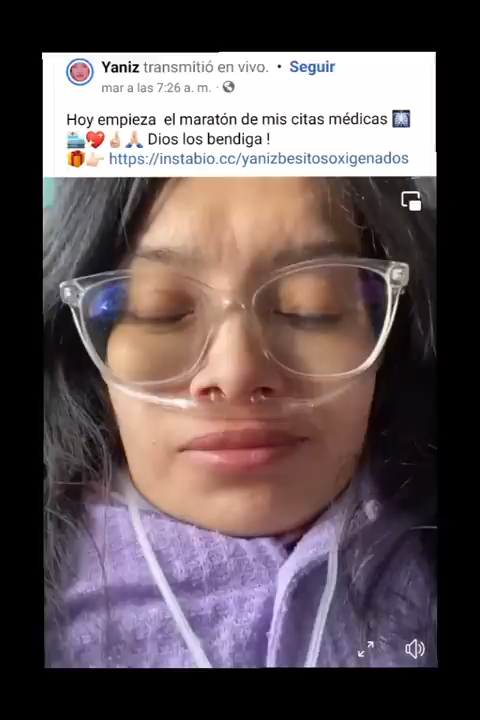 Yaniz transmitió en vivo. • Seguir
mar a las 7:26 a. m. •
Hoy empieza el maratón de mis citas médicas 🩻
🏥💖☝🏻🙏🏻 Dios los bendiga !
🎁👉🏻 https://instabio.cc/yanizbesitosoxigenados